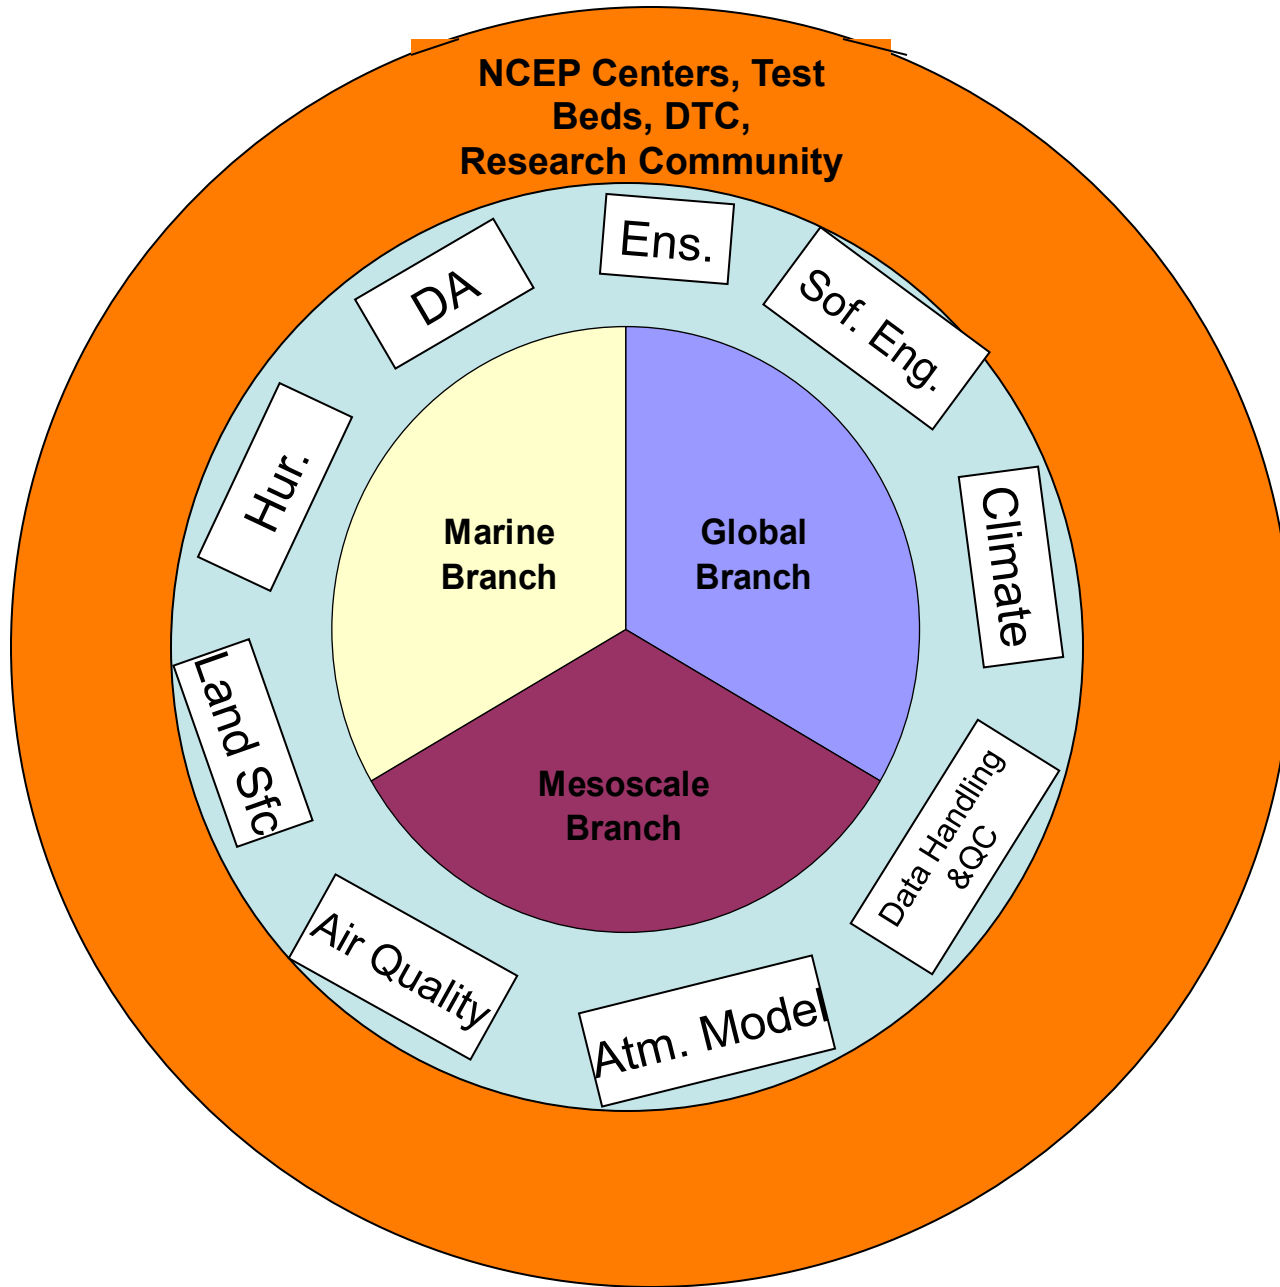 NCEP Centers, Test
Beds, DTC,
Research Community
Ens.
Sof. Eng.
Climate
Data Handling
&QC
Atm. Model
Air Quality
Land Sfc
Hur.
DA
Marine
Branch
Global
Branch
Mesoscale
Branch